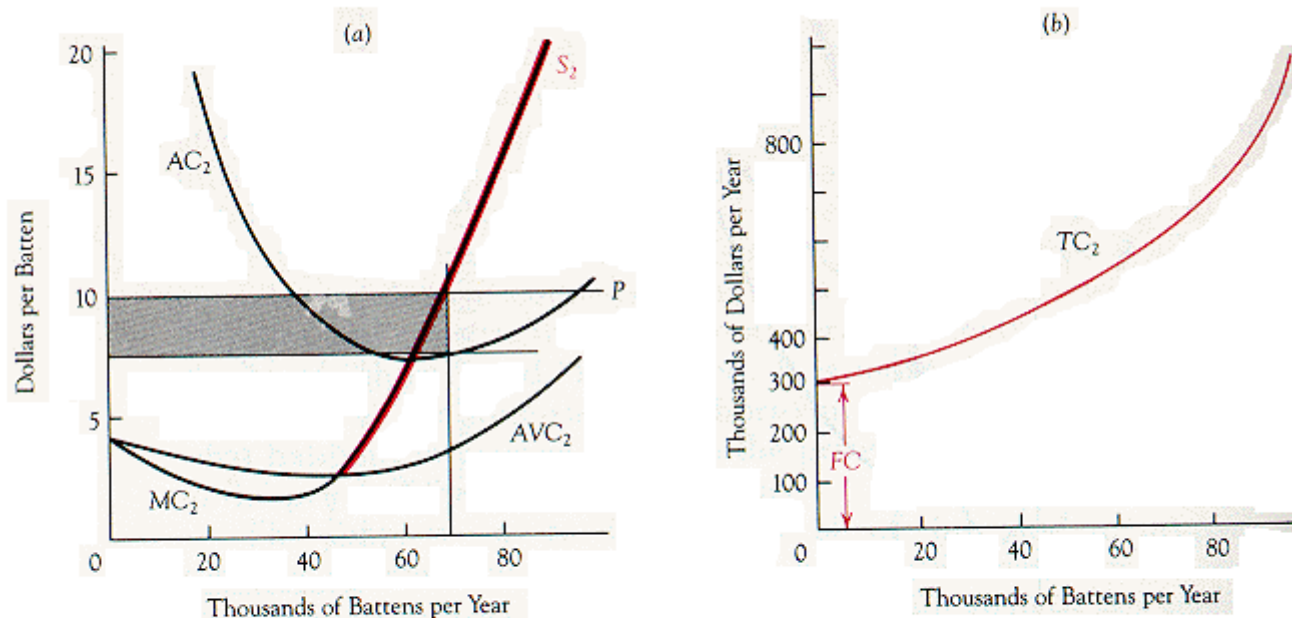 (a)
20
15
10
5
0
20
40
60
80
Dollars per Batten
Thousands of Battens per Year
AC₂
S₂
P
AVC₂
MC₂
(b)
800
400
300
200
100
0
20
40
60
80
Thousands of Dollars per Year
Thousands of Battens per Year
TC₂
FC